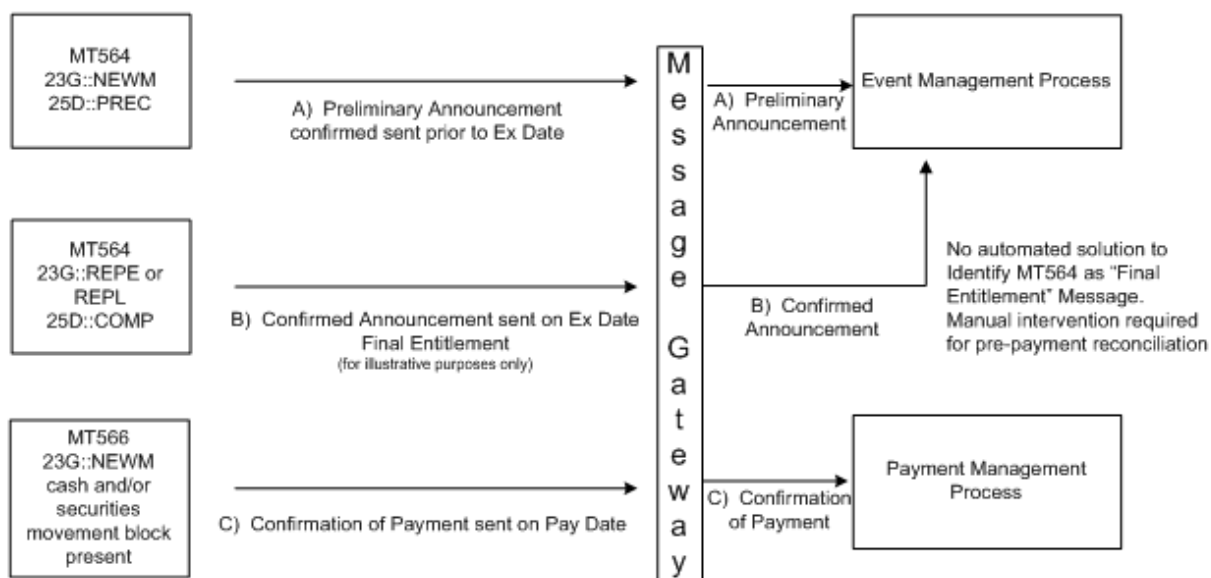 MT564
23G::NEWM
25D::PREC
A) Preliminary Announcement
confirmed sent prior to Ex Date
MT564
23G::REPE or
REPL
25D::COMP
B) Confirmed Announcement sent on Ex Date
Final Entitlement
(for illustrative purposes only)
MT566
23G::NEWM
cash and/or
securities
movement block
present
C) Confirmation of Payment sent on Pay Date
Message Gateway
A) Preliminary
Announcement
Event Management Process
B) Confirmed
Announcement
No automated solution to
Identify MT564 as “Final
Entitlement” Message.
Manual intervention required
for pre-payment reconciliation
C) Confirmation
of Payment
Payment Management
Process